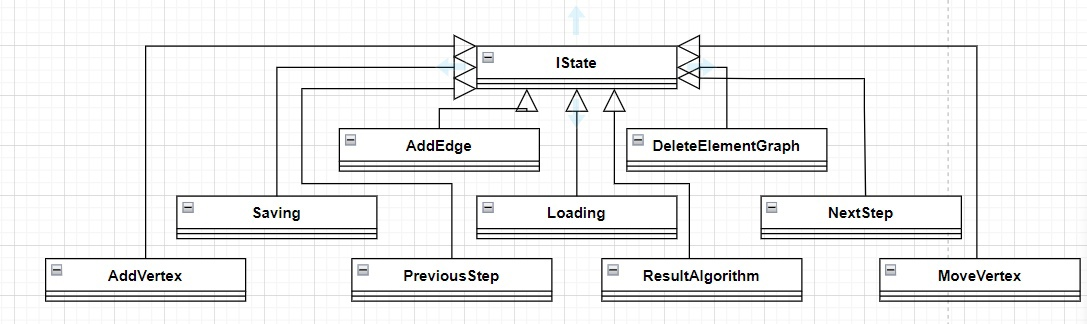 IState
AddEdge
DeleteElementGraph
Saving
Loading
NextStep
AddVertex
PreviousStep
ResultAlgorithm
MoveVertex